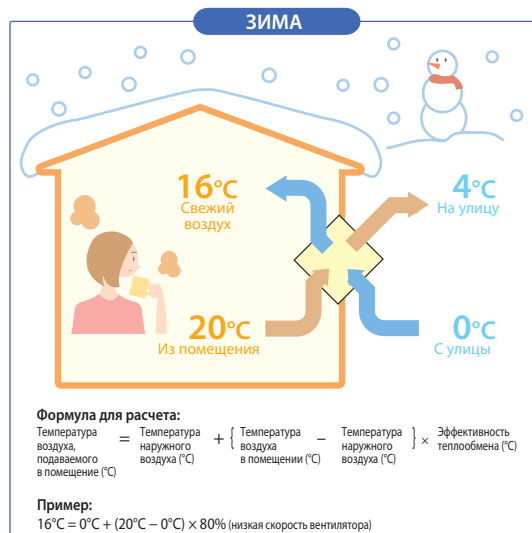 ЗИМА
16°C
Свежий
воздух
4°C
На улицу
20°C
Из помещения
0°C
С улицы
Формула для расчета:
Температура воздуха, подаваемого в помещение (°C) = Температура наружного воздуха (°C) + { Температура воздуха в помещении (°C) − Температура наружного воздуха (°C) } × Эффективность теплообмена (°C)
Пример:
16°C = 0°C + (20°C − 0°C) × 80% (низкая скорость вентилятора)